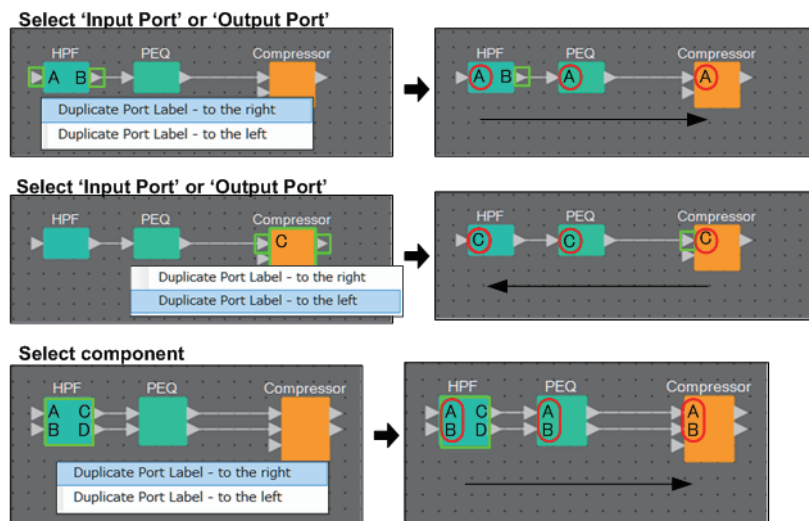 Select ‘Input Port’ or ‘Output Port’
HPF PEQ Compressor
A B
Duplicate Port Label - to the right
Duplicate Port Label - to the left
HPF PEQ Compressor
A B A A
Select ‘Input Port’ or ‘Output Port’
HPF PEQ Compressor
C
Duplicate Port Label - to the right
Duplicate Port Label - to the left
HPF PEQ Compressor
C C C
Select component
HPF PEQ Compressor
A C
B D
Duplicate Port Label - to the right
Duplicate Port Label - to the left
HPF PEQ Compressor
A C A A
B D B B